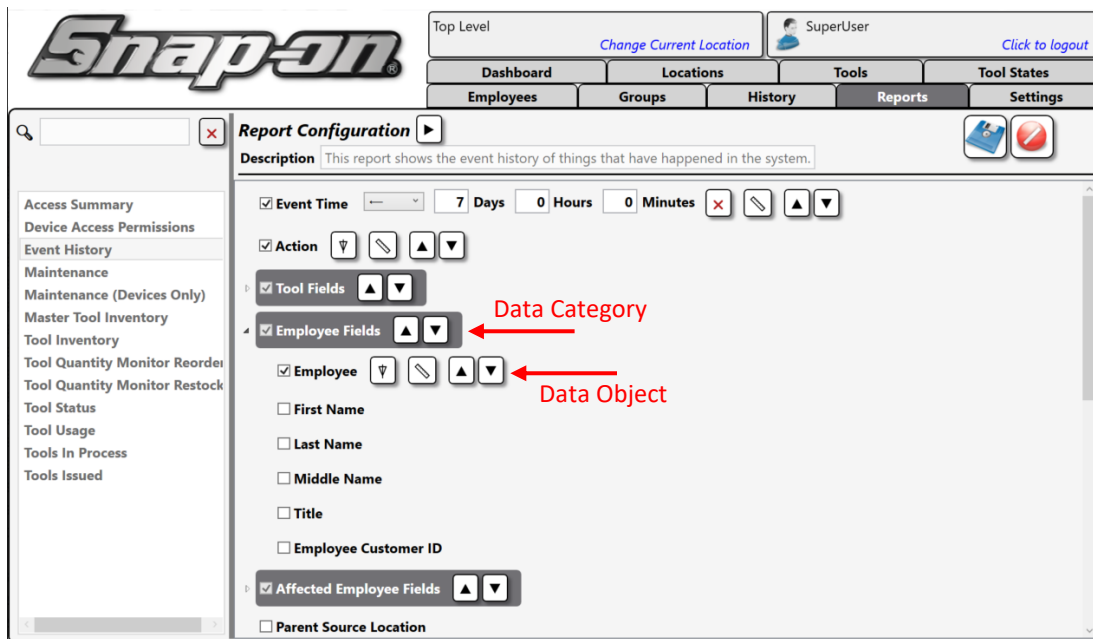 Snap-on®
Top Level
Change Current Location
SuperUser
Click to logout
Dashboard
Locations
Tools
Tool States
Employees
Groups
History
Reports
Settings
Report Configuration
Description This report shows the event history of things that have happened in the system.
Access Summary
Device Access Permissions
Event History
Maintenance
Maintenance (Devices Only)
Master Tool Inventory
Tool Inventory
Tool Quantity Monitor Reorder
Tool Quantity Monitor Restock
Tool Status
Tool Usage
Tools In Process
Tools Issued
Event Time 7 Days 0 Hours 0 Minutes
Action
Tool Fields
Data Category
Employee Fields
Employee
Data Object
First Name
Last Name
Middle Name
Title
Employee Customer ID
Affected Employee Fields
Parent Source Location